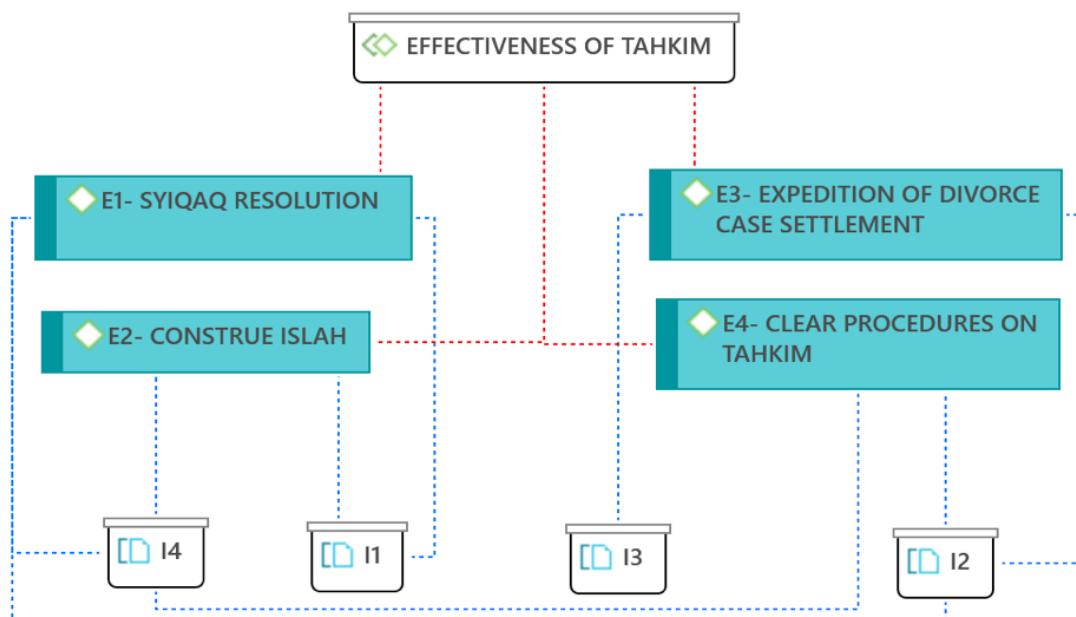 EFFECTIVENESS OF TAHKIM
E1- SYIQAQ RESOLUTION
E3- EXPEDITION OF DIVORCE
CASE SETTLEMENT
E2- CONSTRUE ISLAH
E4- CLEAR PROCEDURES ON
TAHKIM
I4
I1
I3
I2